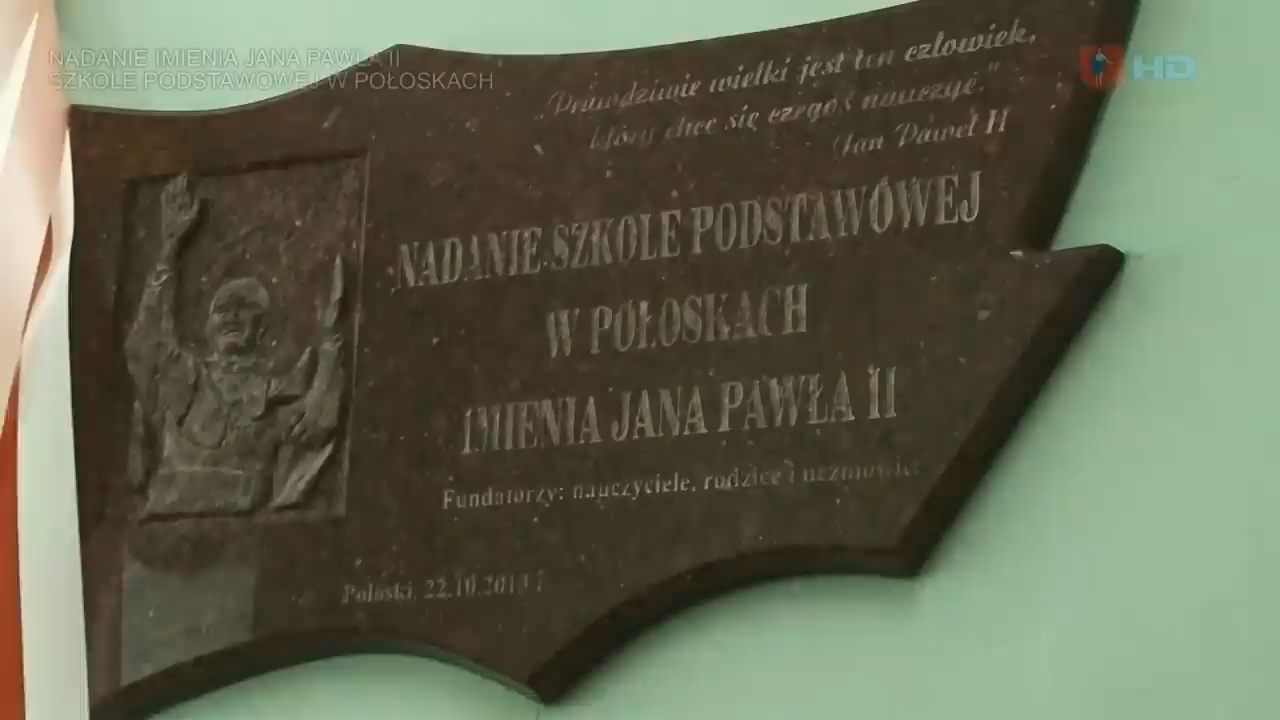 NADANIE IMIENIA JANA PAWŁA II
SZKOLE PODSTAWOWEJ W POŁOSKACH
HD
„Prawdziwie wielki jest ten człowiek,
który chce się czegoś nauczyć.”
Jan Paweł II
NADANIE SZKOLE PODSTAWOWEJ
W POŁOSKACH
IMIENIA JANA PAWŁA II
Fundatorzy: nauczyciele, rodzice i uczniowie
Połoski, 22.10.2013 r.